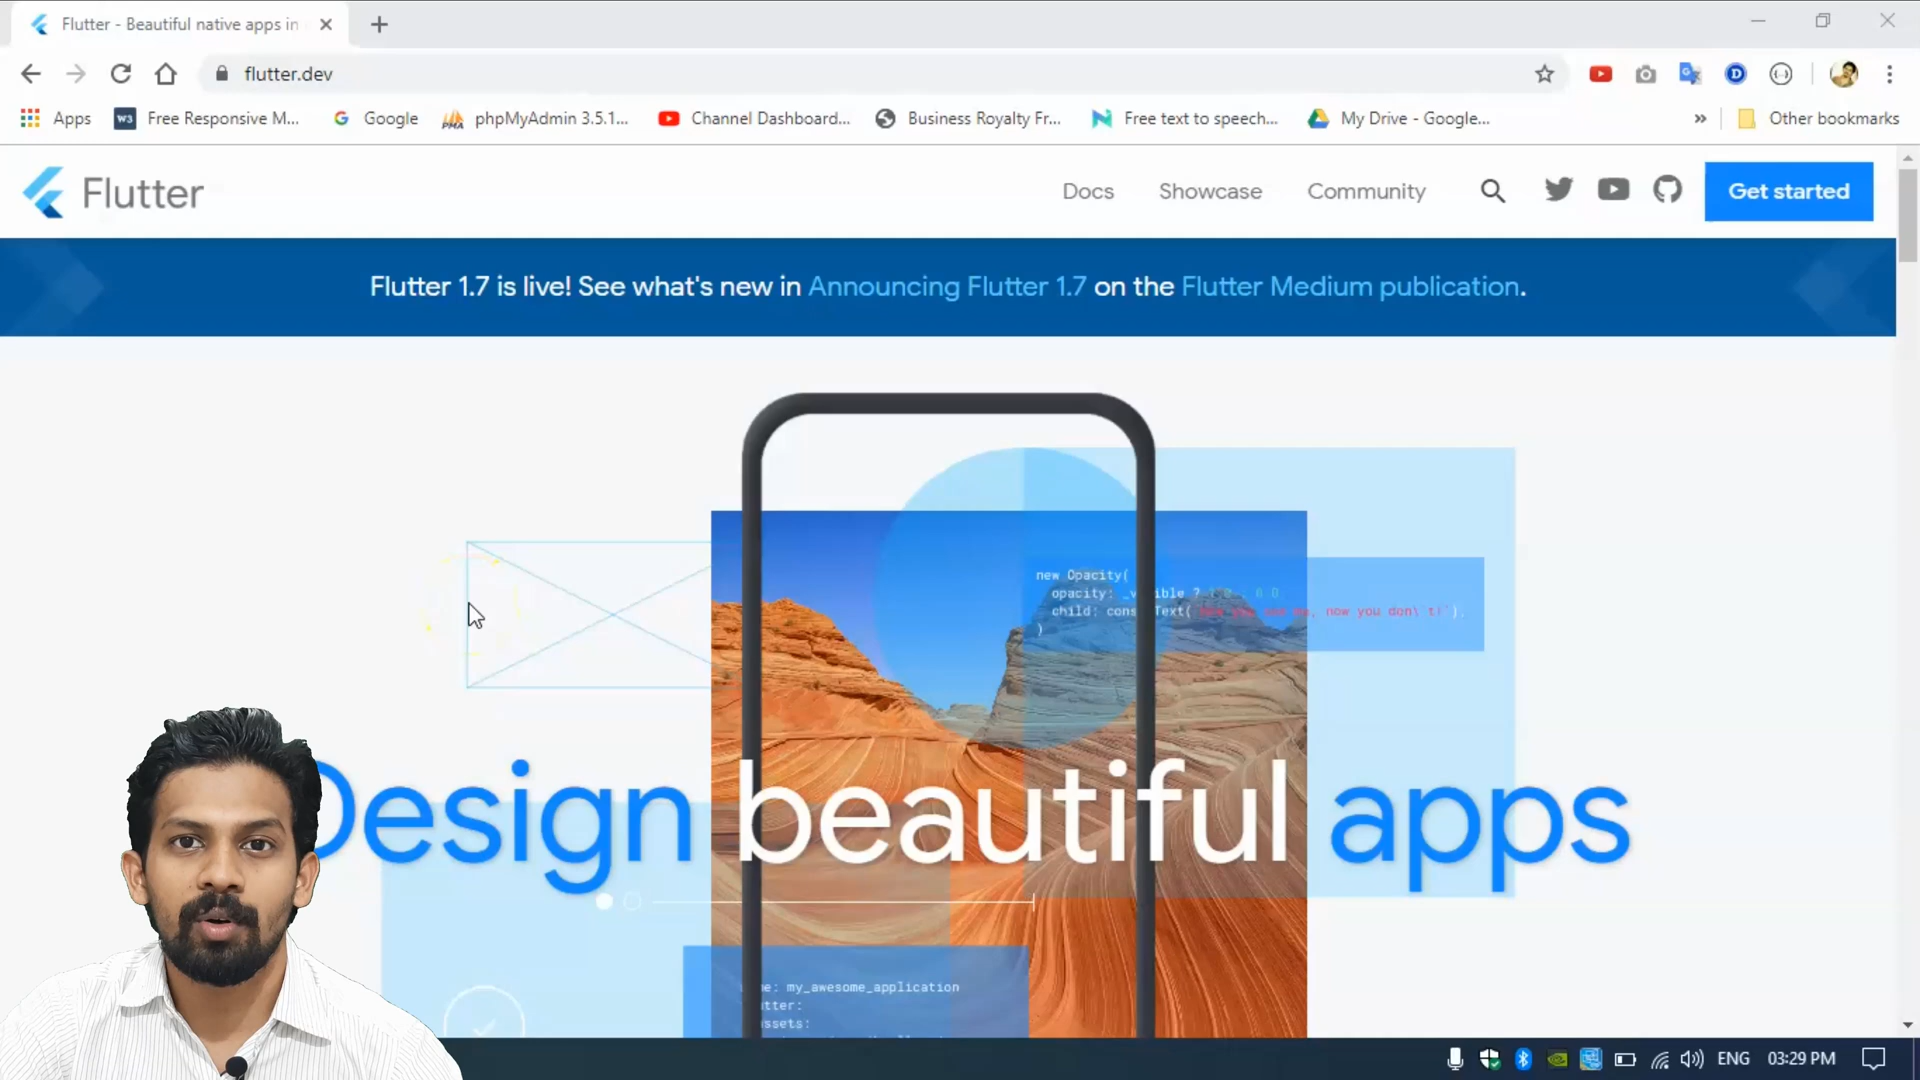 Flutter - Beautiful native apps in
flutter.dev
Apps
W3 Free Responsive M...
Google
PMA phpMyAdmin 3.5.1...
Channel Dashboard...
Business Royalty Fr...
Free text to speech...
My Drive - Google...
»
Other bookmarks
Flutter
Docs
Showcase
Community
Get started
Flutter 1.7 is live! See what's new in Announcing Flutter 1.7 on the Flutter Medium publication.
new Opacity(
opacity:
child:
now you don\'t!'),
)
Design beautiful apps
my_awesome_application
ENG
03:29 PM